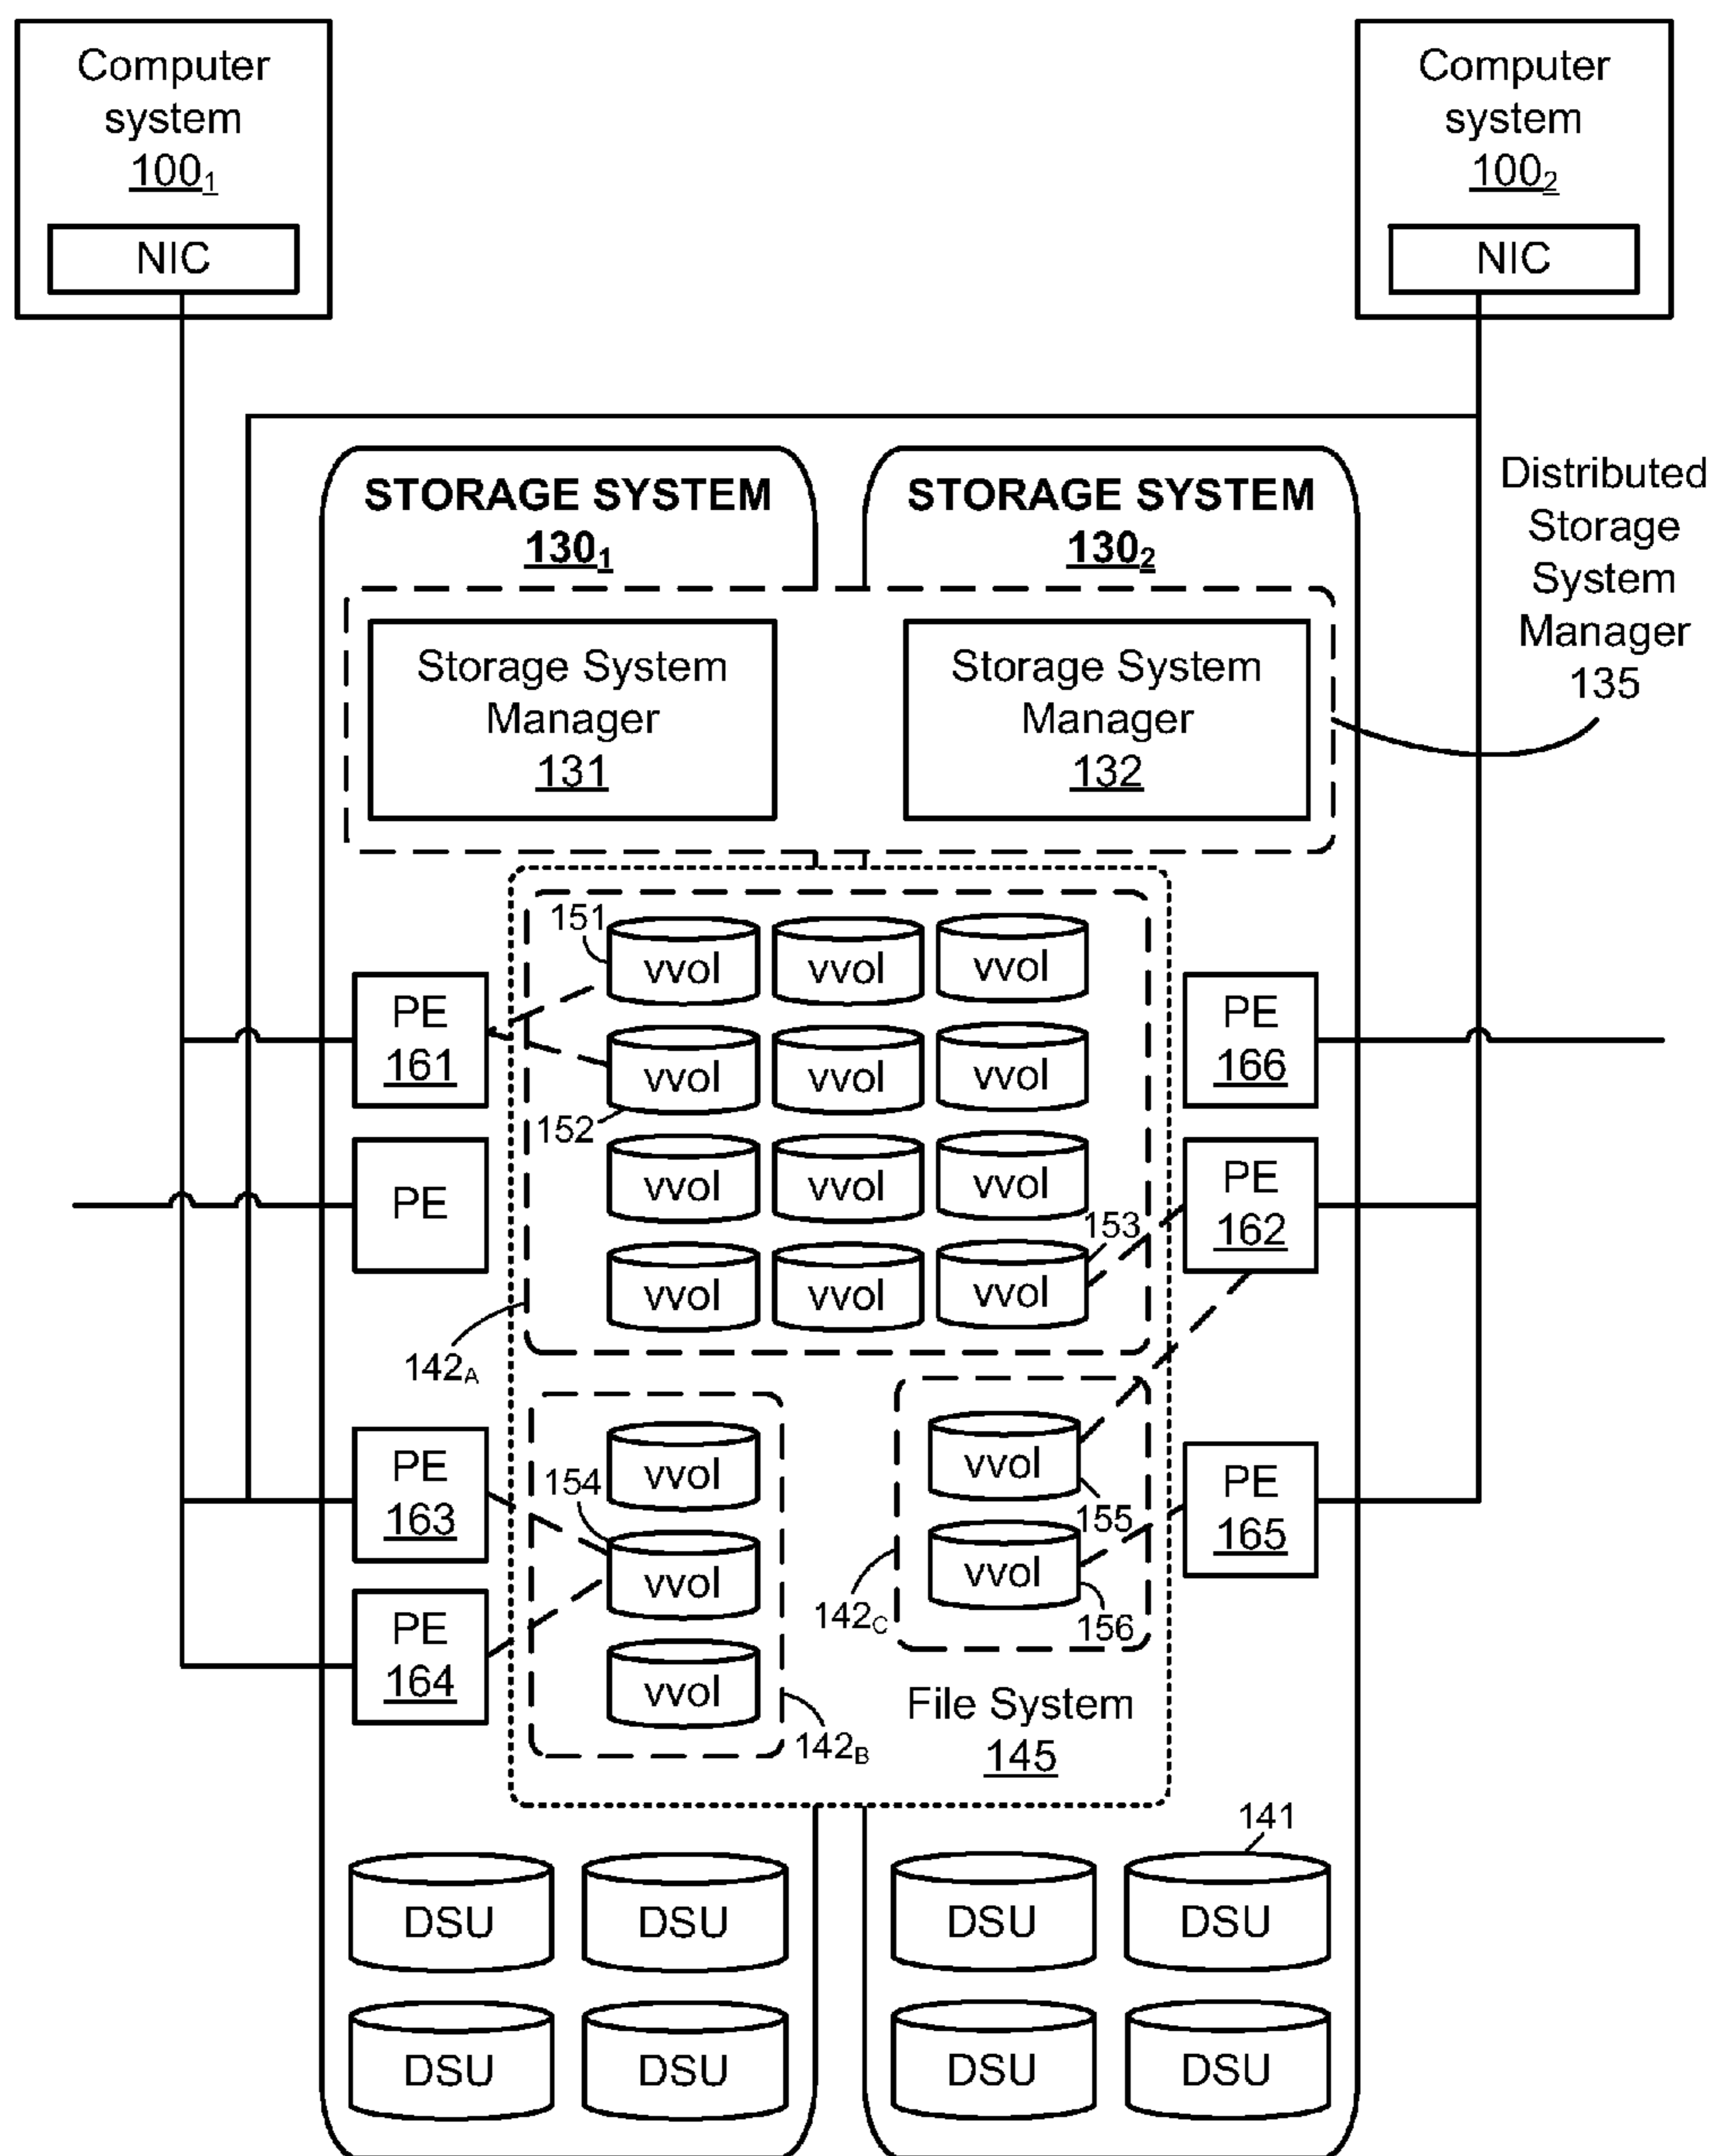 Computer
system
100₁
NIC
Computer
system
100₂
NIC
STORAGE SYSTEM
130₁
STORAGE SYSTEM
130₂
Distributed
Storage
System
Manager
135
Storage System
Manager
131
Storage System
Manager
132
151
vvol vvol vvol
PE
161
PE
166
vvol vvol vvol
152
PE
vvol vvol vvol
PE
162
153
vvol vvol vvol
142A
PE
163
vvol
154
vvol
vvol
142B
vvol
155
vvol
156
142C
PE
165
PE
164
File System
145
141
DSU DSU DSU DSU
DSU DSU DSU DSU